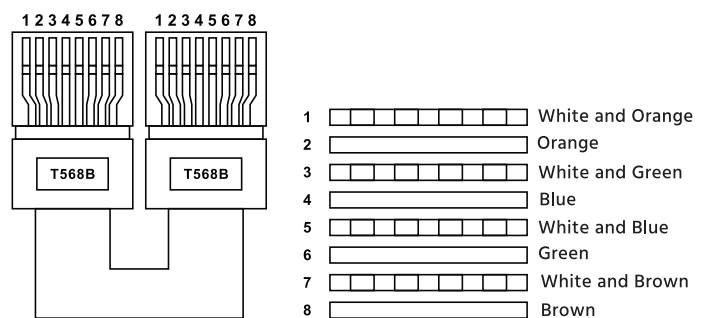 1 2 3 4 5 6 7 8
1 2 3 4 5 6 7 8
T568B
T568B
1 White and Orange
2 Orange
3 White and Green
4 Blue
5 White and Blue
6 Green
7 White and Brown
8 Brown